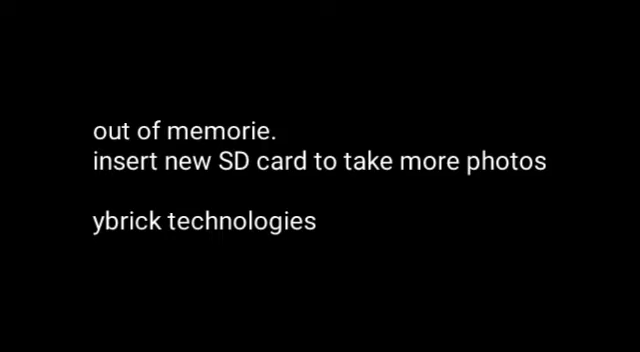 out of memorie.
insert new SD card to take more photos
ybrick technologies